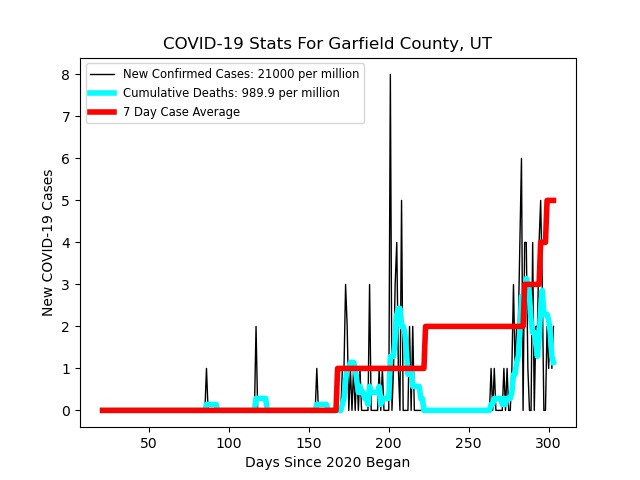 COVID-19 Stats For Garfield County, UT
New Confirmed Cases: 21000 per million
Cumulative Deaths: 989.9 per million
7 Day Case Average
New COVID-19 Cases
8
7
6
5
4
3
2
1
0
50 100 150 200 250 300
Days Since 2020 Began